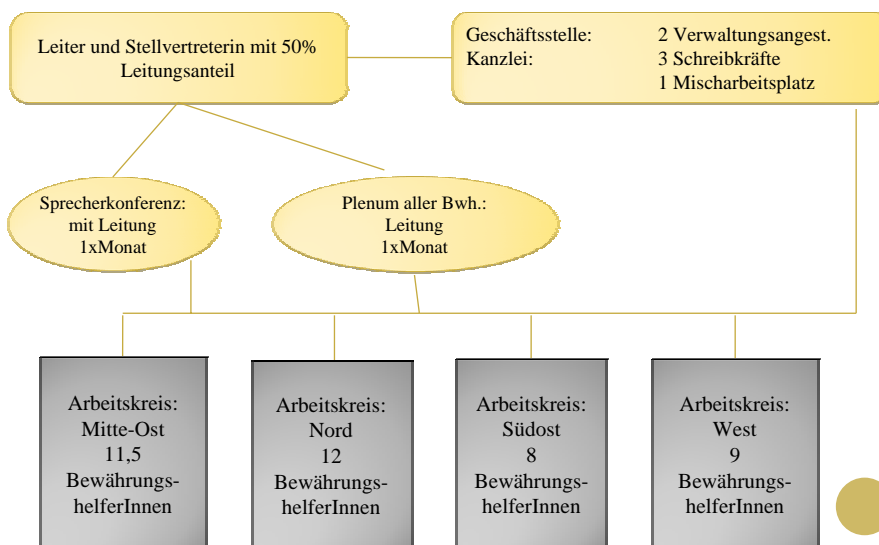 Leiter und Stellvertreterin mit 50%
Leitungsanteil
Geschäftsstelle: 2 Verwaltungsangest.
Kanzlei: 3 Schreibkräfte
1 Mischarbeitsplatz
Sprecherkonferenz:
mit Leitung
1xMonat
Plenum aller Bwh.:
Leitung
1xMonat
Arbeitskreis:
Mitte-Ost
11,5
Bewährungs-
helferInnen
Arbeitskreis:
Nord
12
Bewährungs-
helferInnen
Arbeitskreis:
Südost
8
Bewährungs-
helferInnen
Arbeitskreis:
West
9
Bewährungs-
helferInnen